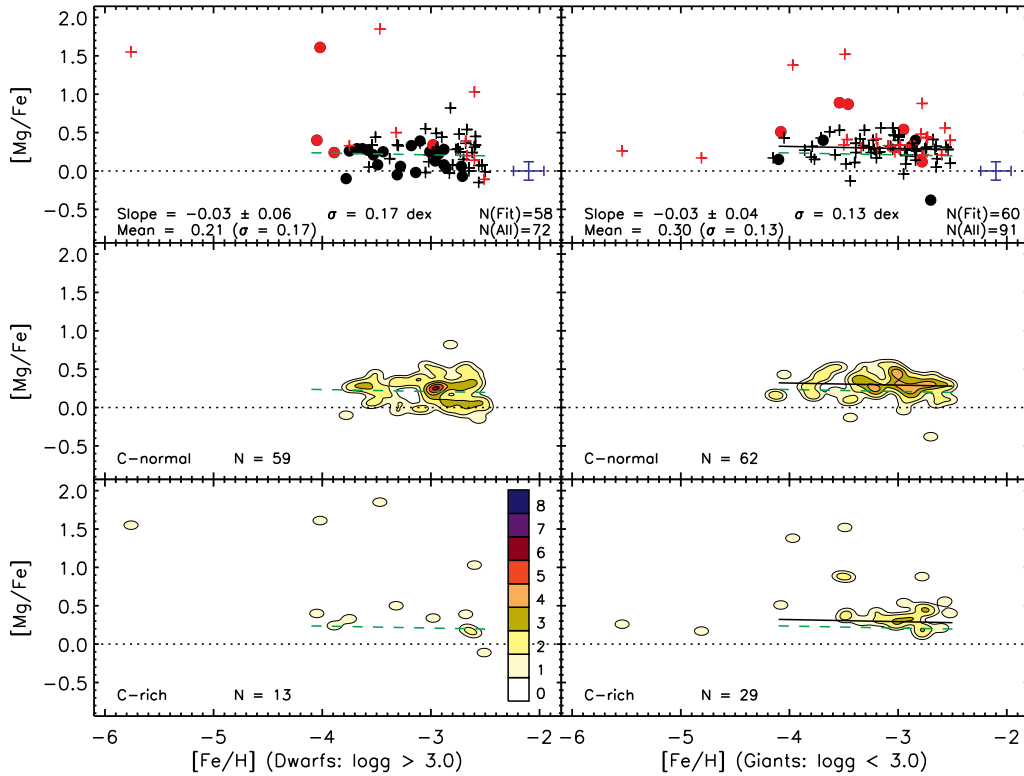 2.0
1.5
1.0
0.5
0.0
−0.5
[Mg/Fe]
Slope = −0.03 ± 0.06 σ = 0.17 dex N(Fit)=58
Mean = 0.21 (σ = 0.17) N(All)=72
Slope = −0.03 ± 0.04 σ = 0.13 dex N(Fit)=60
Mean = 0.30 (σ = 0.13) N(All)=91
2.0
1.5
1.0
0.5
0.0
−0.5
[Mg/Fe]
C−normal N = 59
C−normal N = 62
2.0
1.5
1.0
0.5
0.0
−0.5
[Mg/Fe]
8
7
6
5
4
3
2
1
0
C−rich N = 13
C−rich N = 29
−6 −5 −4 −3 −2
−6 −5 −4 −3 −2
[Fe/H] (Dwarfs: logg > 3.0)
[Fe/H] (Giants: logg < 3.0)